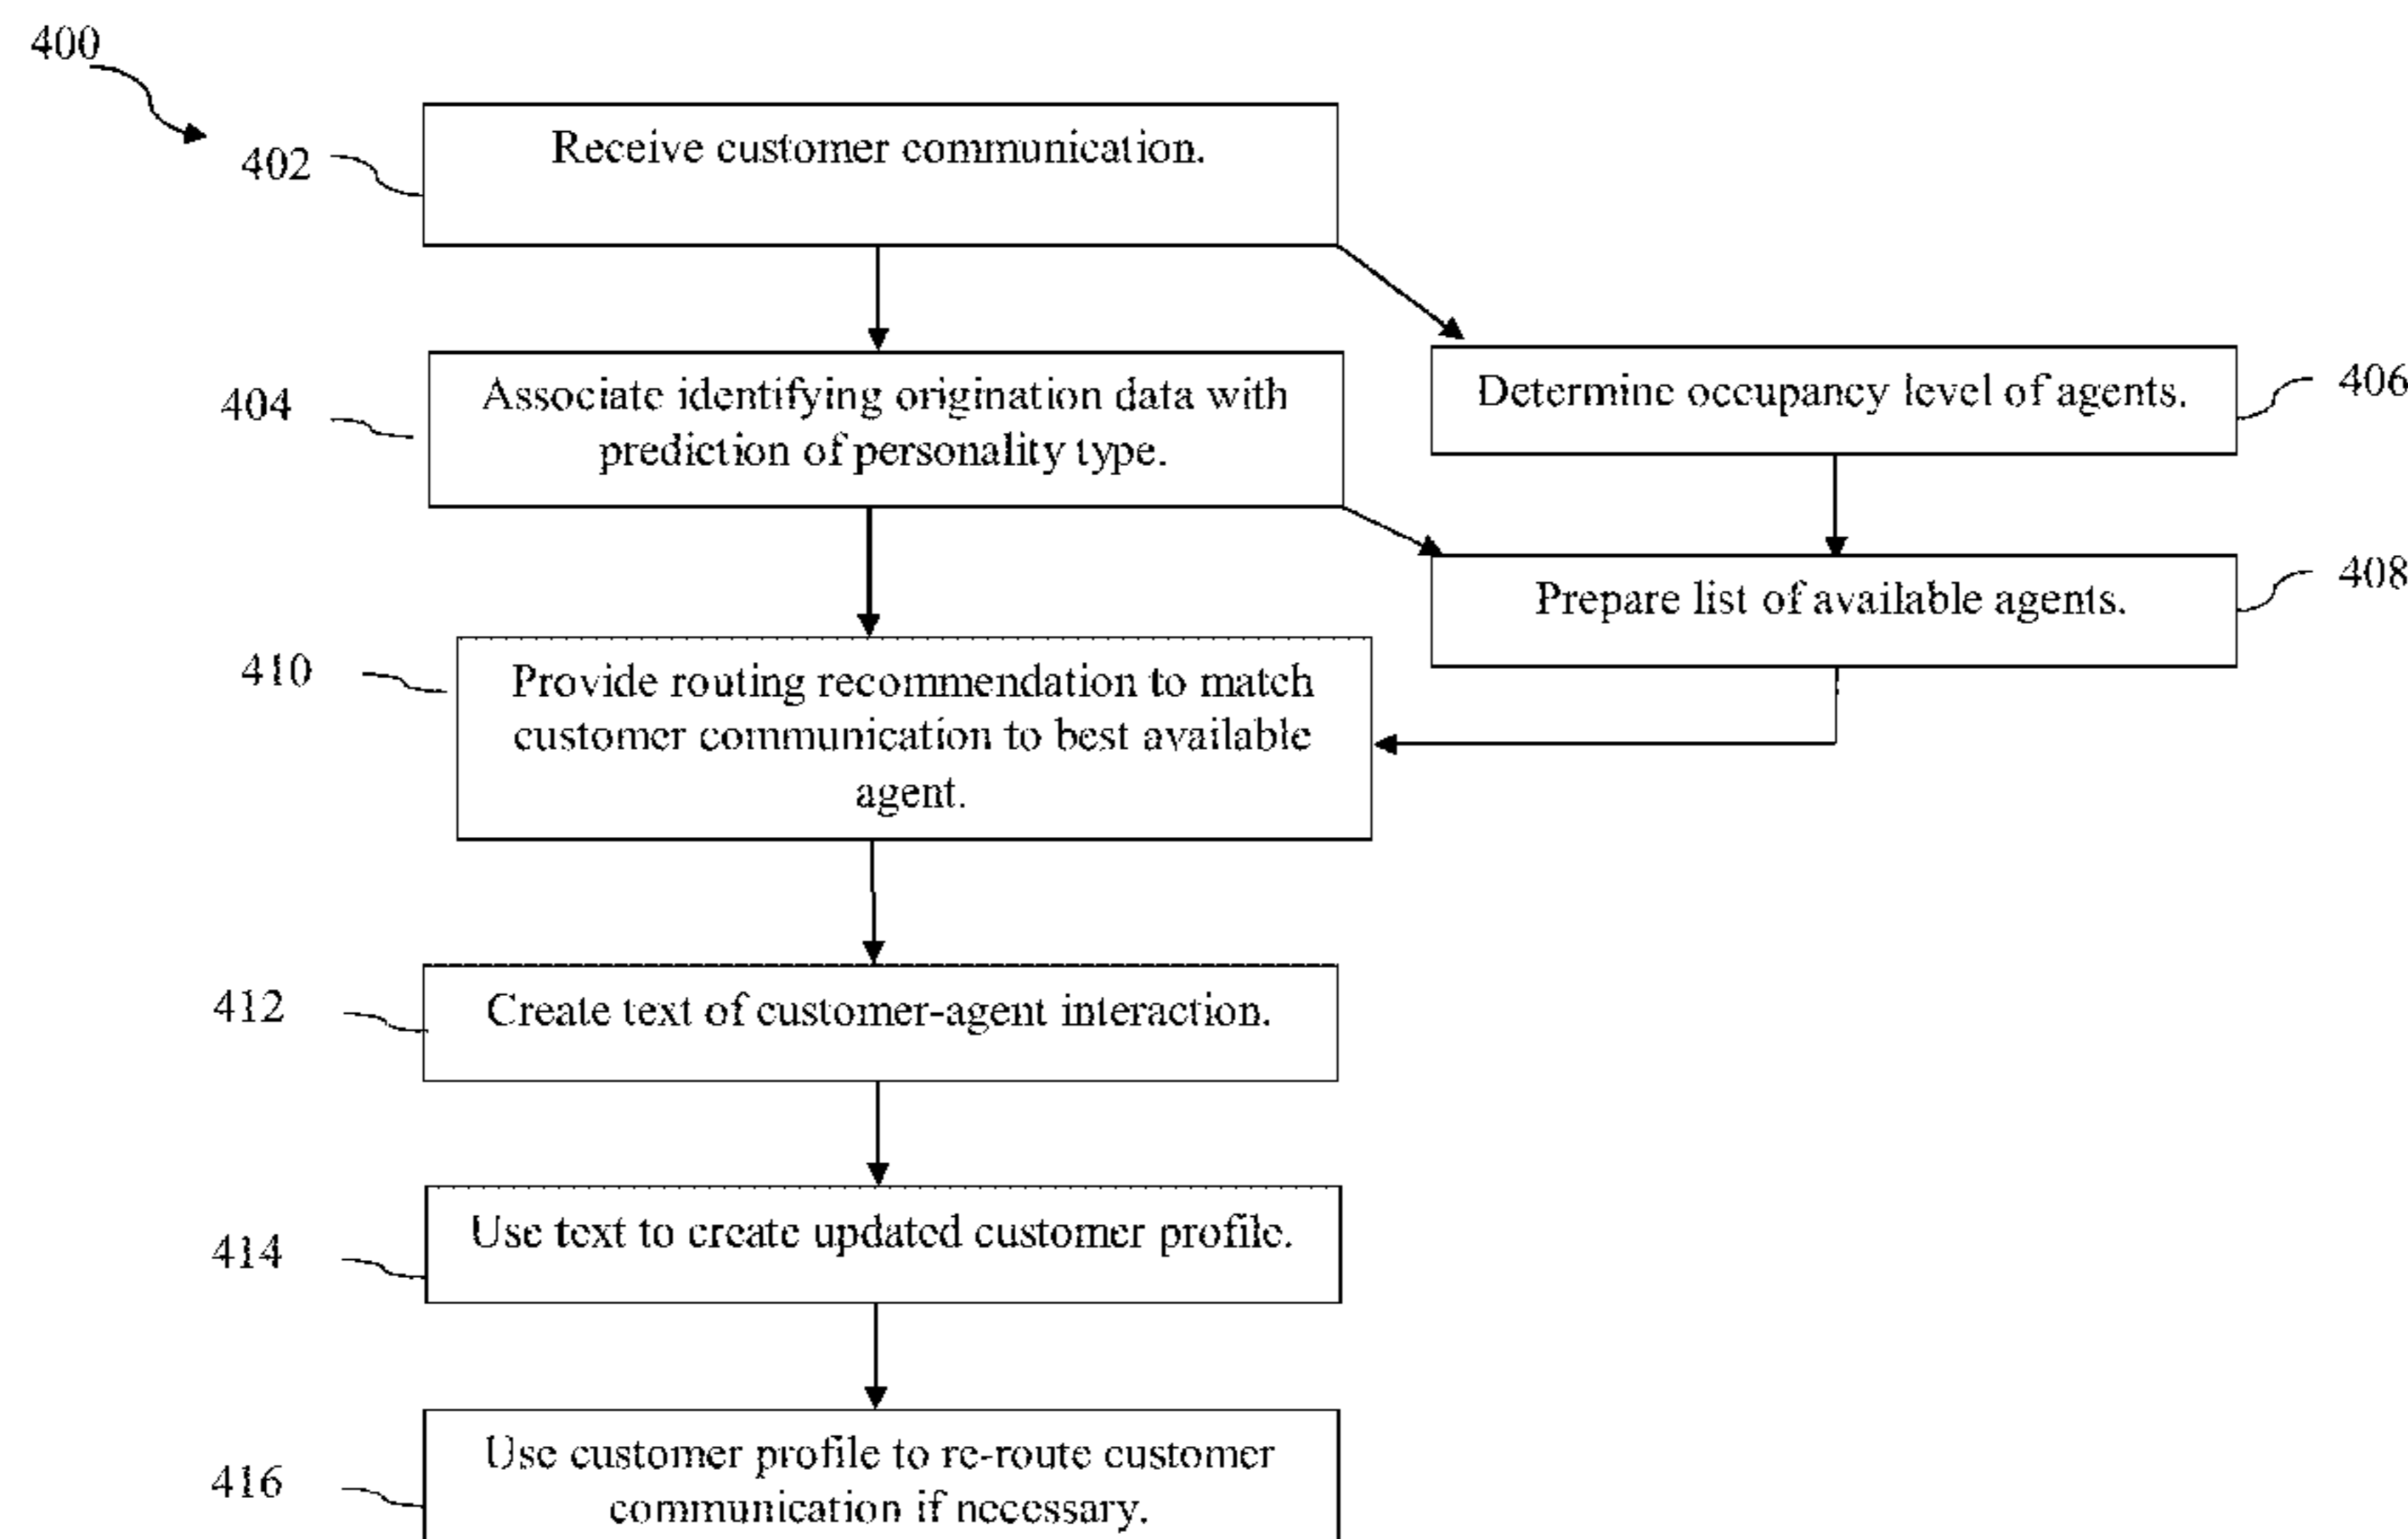 400
402
Receive customer communication.
404
Associate identifying origination data with
prediction of personality type.
Determine occupancy level of agents.
406
Prepare list of available agents.
408
410
Provide routing recommendation to match
customer communication to best available
agent.
412
Create text of customer-agent interaction.
414
Use text to create updated customer profile.
416
Use customer profile to re-route customer
communication if necessary.